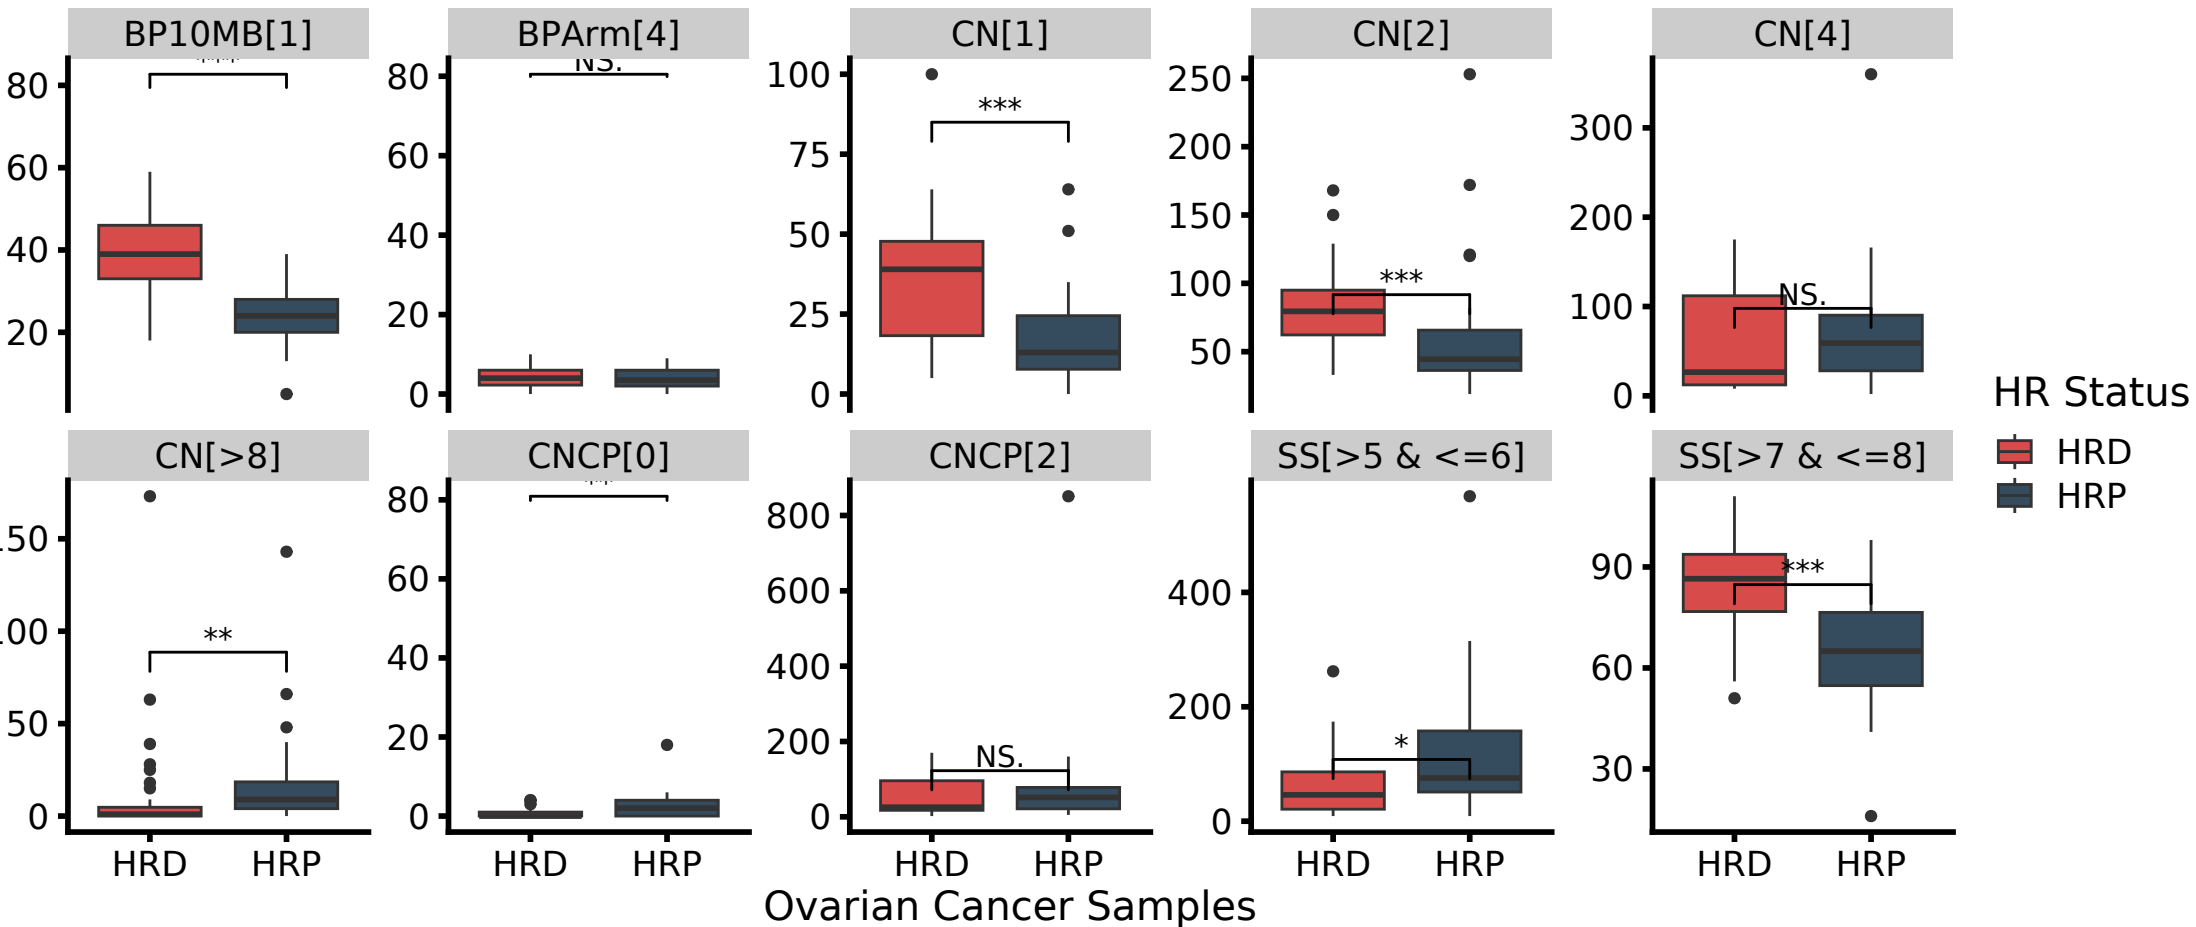 BP10MB[1] BPArm[4] CN[1] CN[2] CN[4]
80 60 40 20
NS.
80 60 40 20 0
***
100 75 50 25 0
***
250 200 150 100 50
NS.
300 200 100 0
CN[>8] CNCP[0] CNCP[2] SS[>5 & <=6] SS[>7 & <=8]
**
50 0
80 60 40 20 0
NS.
800 600 400 200 0
*
400 200 0
***
90 60 30
HRD HRP HRD HRP HRD HRP HRD HRP HRD HRP
Ovarian Cancer Samples
HR Status
HRD
HRP